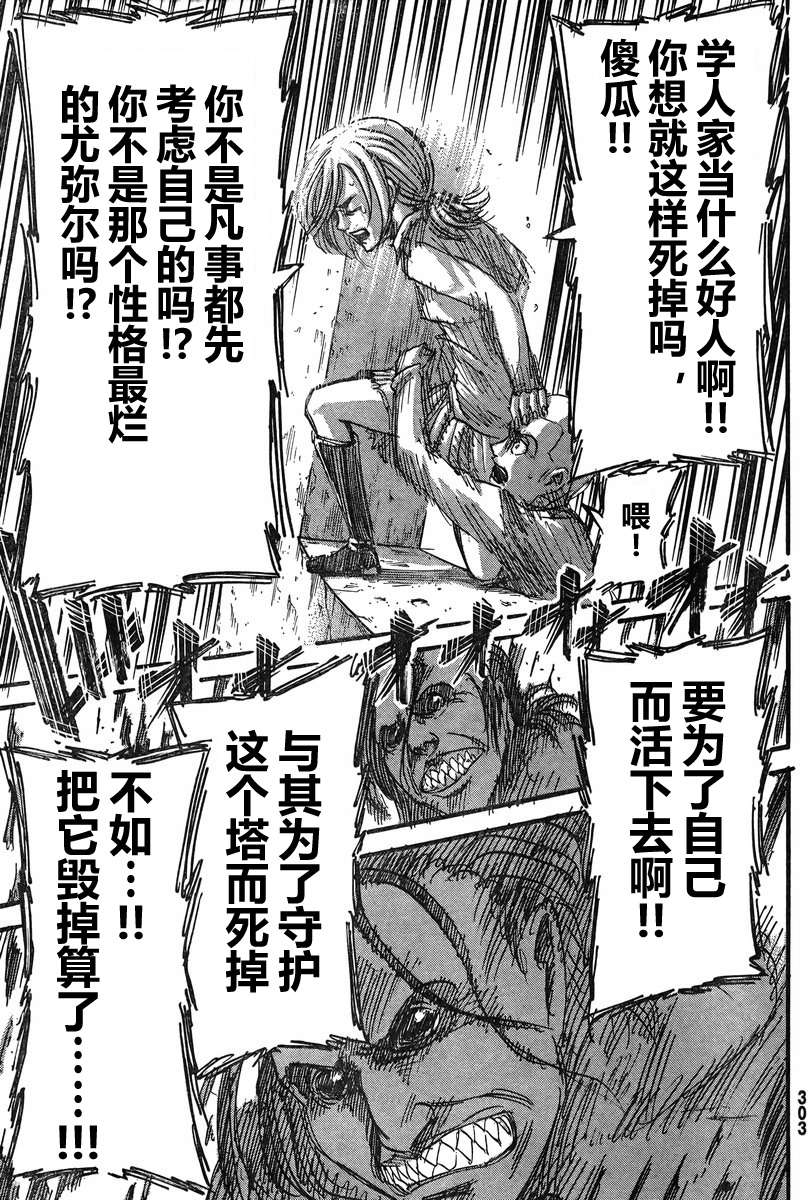 学人家当什么好人啊!!
你想就这样死掉吗，
傻瓜!!
你不是凡事都先
考虑自己的吗!?
你不是那个性格最烂
的尤弥尔吗!?
喂！
要为了自己
而活下去啊!!
与其为了守护
这个塔而死掉
不如…!!
把它毁掉算了……!!!
303